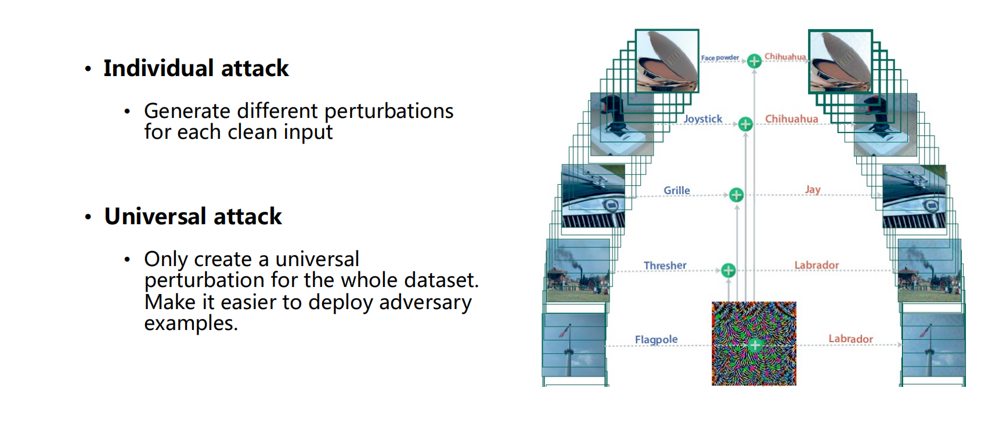 • Individual attack
• Generate different perturbations
for each clean input
• Universal attack
• Only create a universal
perturbation for the whole dataset.
Make it easier to deploy adversary
examples.
Face powder
Chihuahua
Joystick
Chihuahua
Grille
Jay
Thresher
Labrador
Flagpole
Labrador